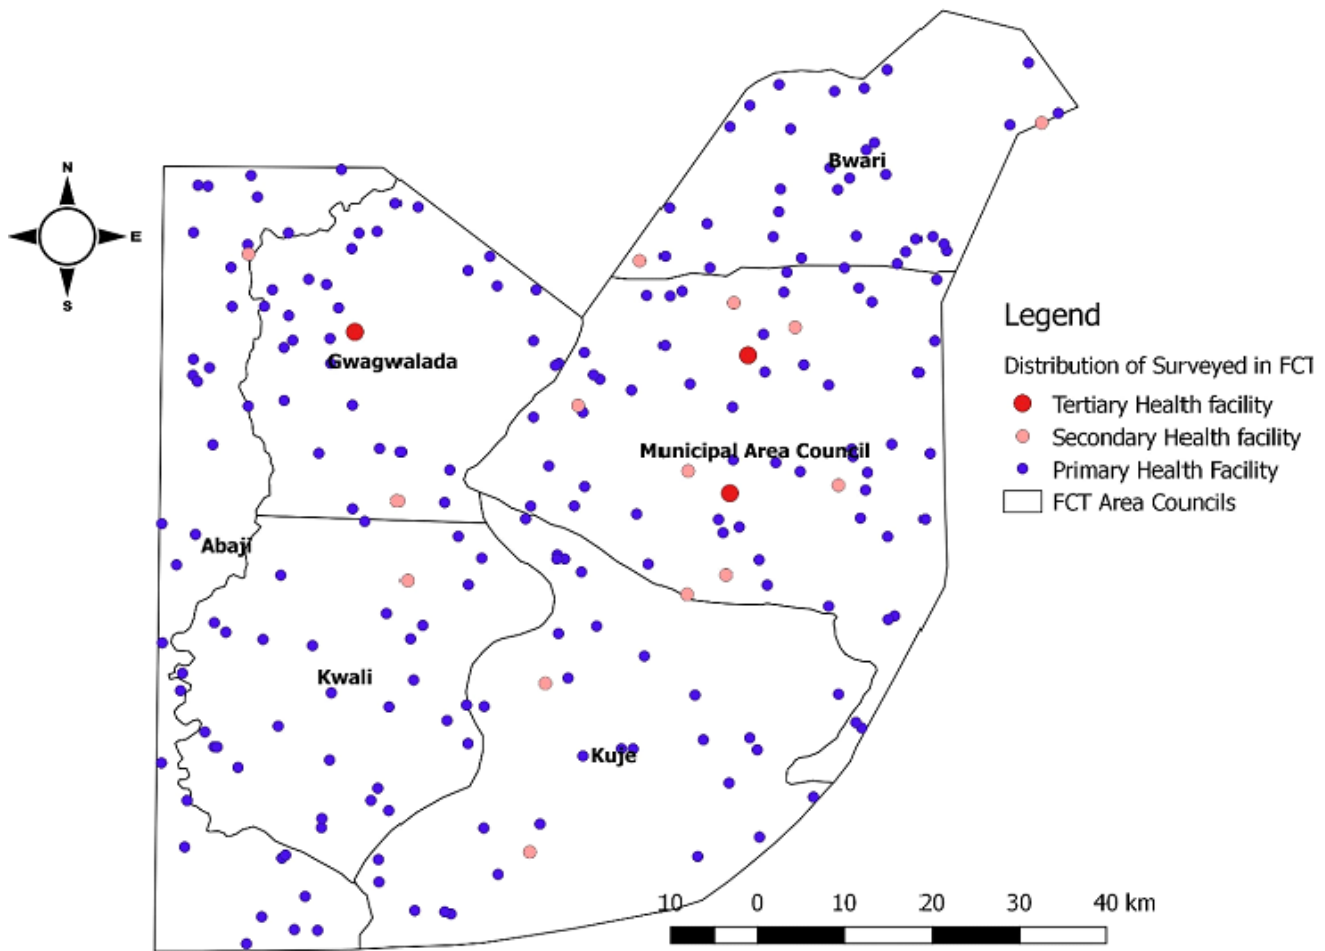 N
E
S
Bwari
Gwagwalada
Municipal Area Council
Abaji
Kwali
Kuje
Legend
Distribution of Surveyed in FCT
Tertiary Health facility
Secondary Health facility
Primary Health Facility
FCT Area Councils
10 0 10 20 30 40 km